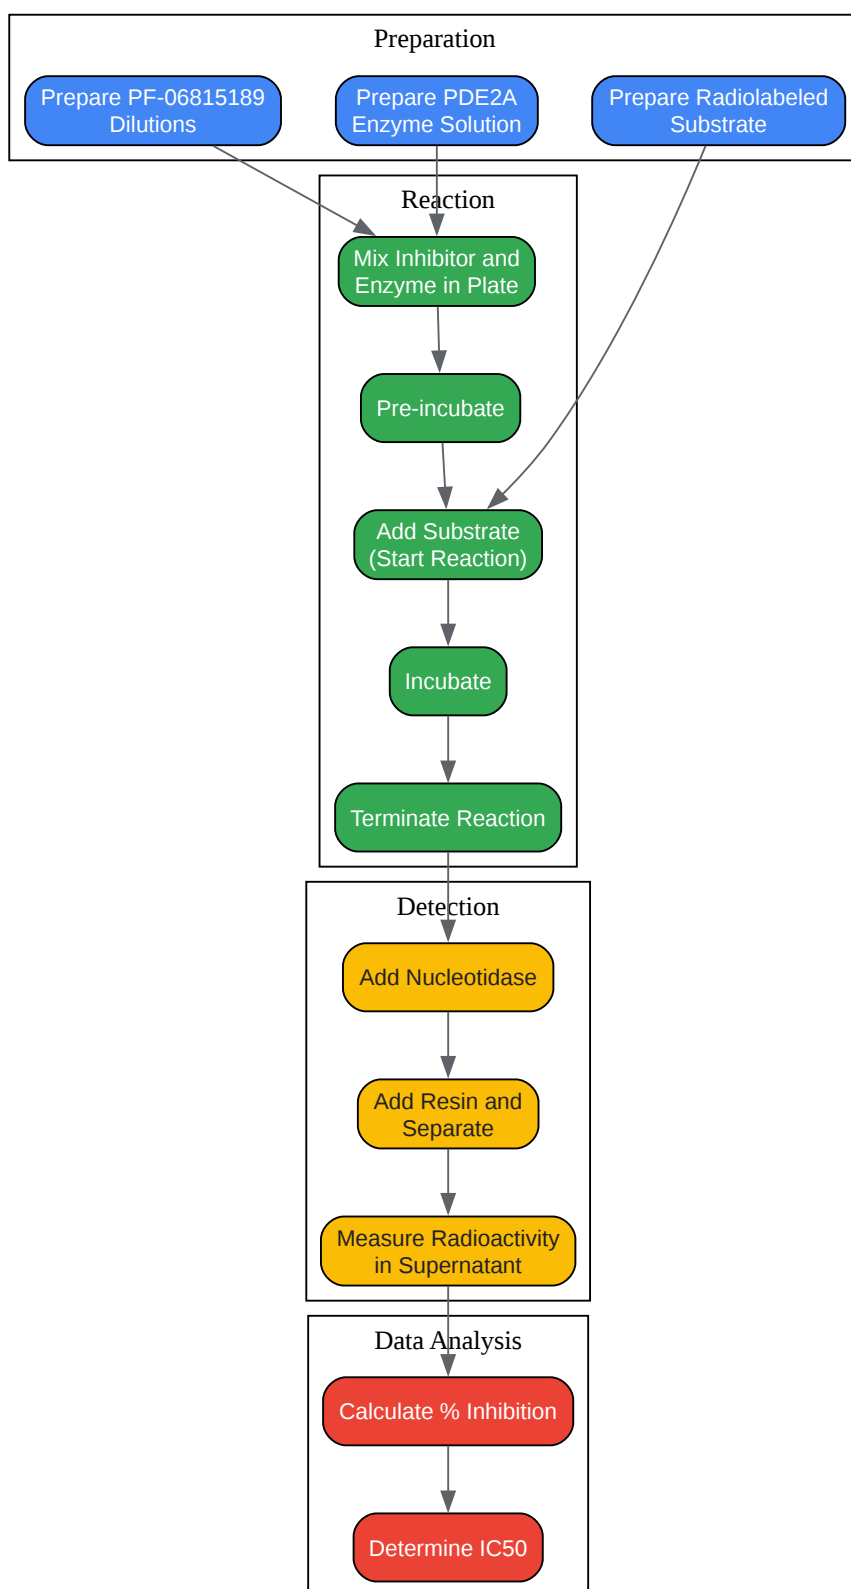 Preparation
Prepare PF-06815189
Dilutions
Prepare PDE2A
Enzyme Solution
Prepare Radiolabeled
Substrate
Reaction
Mix Inhibitor and
Enzyme in Plate
Pre-incubate
Add Substrate
(Start Reaction)
Incubate
Terminate Reaction
Detection
Add Nucleotidase
Add Resin and
Separate
Measure Radioactivity
in Supernatant
Data Analysis
Calculate % Inhibition
Determine IC50